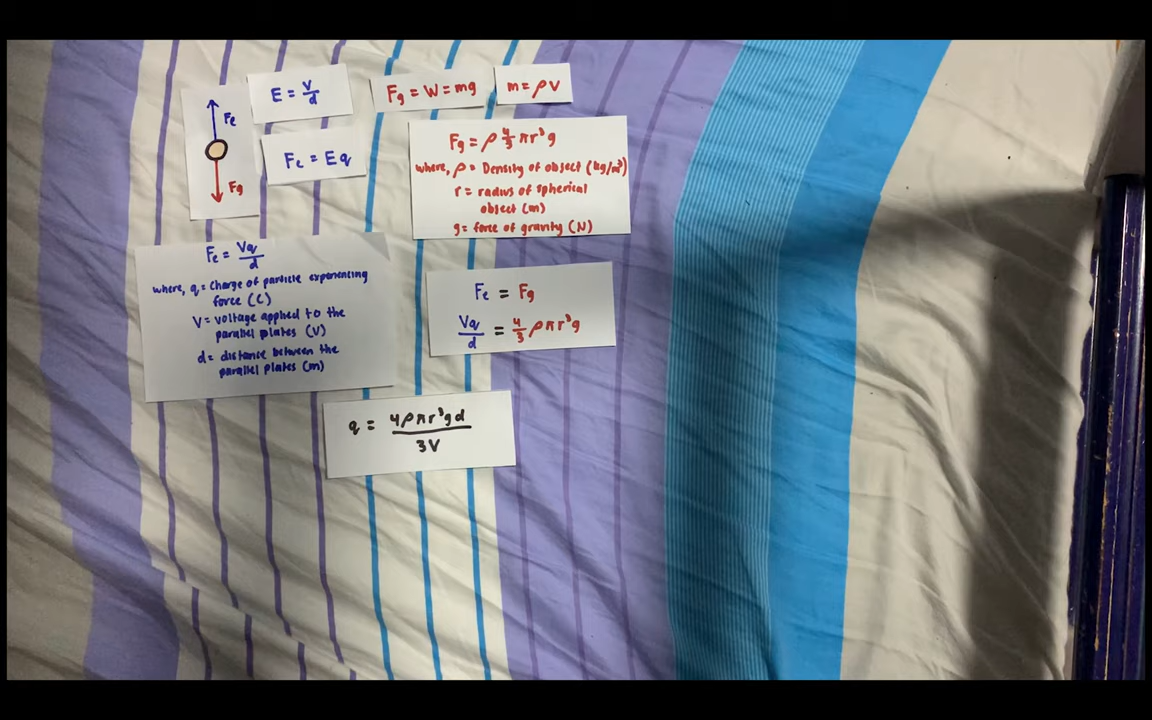 Fe
Fg
E = V/d
Fe = Eq
Fg = W = mg
m = ρV
Fg = ρ 4/3 πr³g
where, ρ = Density of object (kg/m³)
r = radius of spherical
object (m)
g = force of gravity (N)
Fe = Vq/d
where, q = Charge of particle experiencing
force (C)
V = voltage applied to the
parallel plates (V)
d = distance between the
parallel plates (m)
Fe = Fg
Vq/d = 4/3 ρπr³g
q = 4ρπr³gd/3V